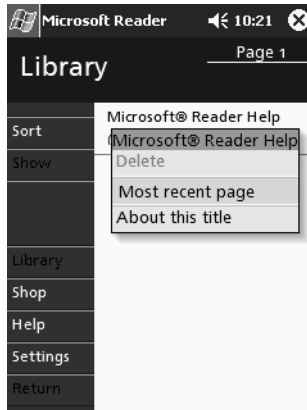 Microsoft Reader 10:21
Library
Page 1
Sort
Show
Library
Shop
Help
Settings
Return
Microsoft® Reader Help
Microsoft® Reader Help
Delete
Most recent page
About this title